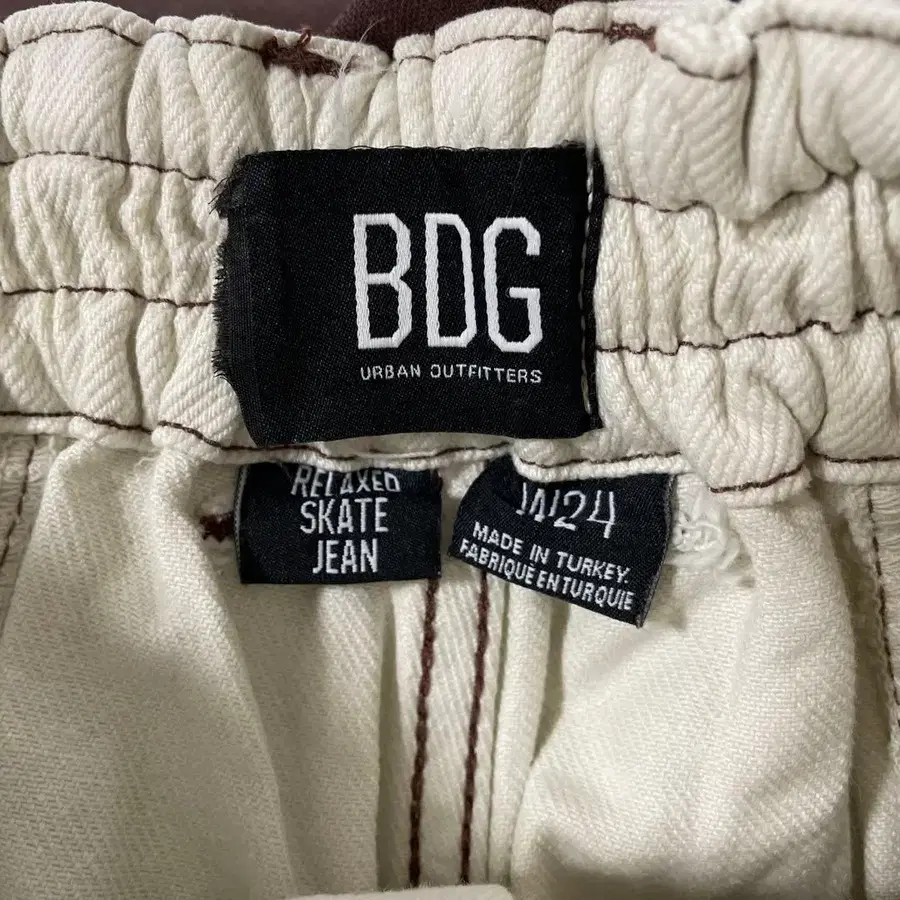 BDG
URBAN OUTFITTERS
RELAXED
SKATE
JEAN
W24
MADE IN TURKEY.
FABRIQUE EN TURQUIE